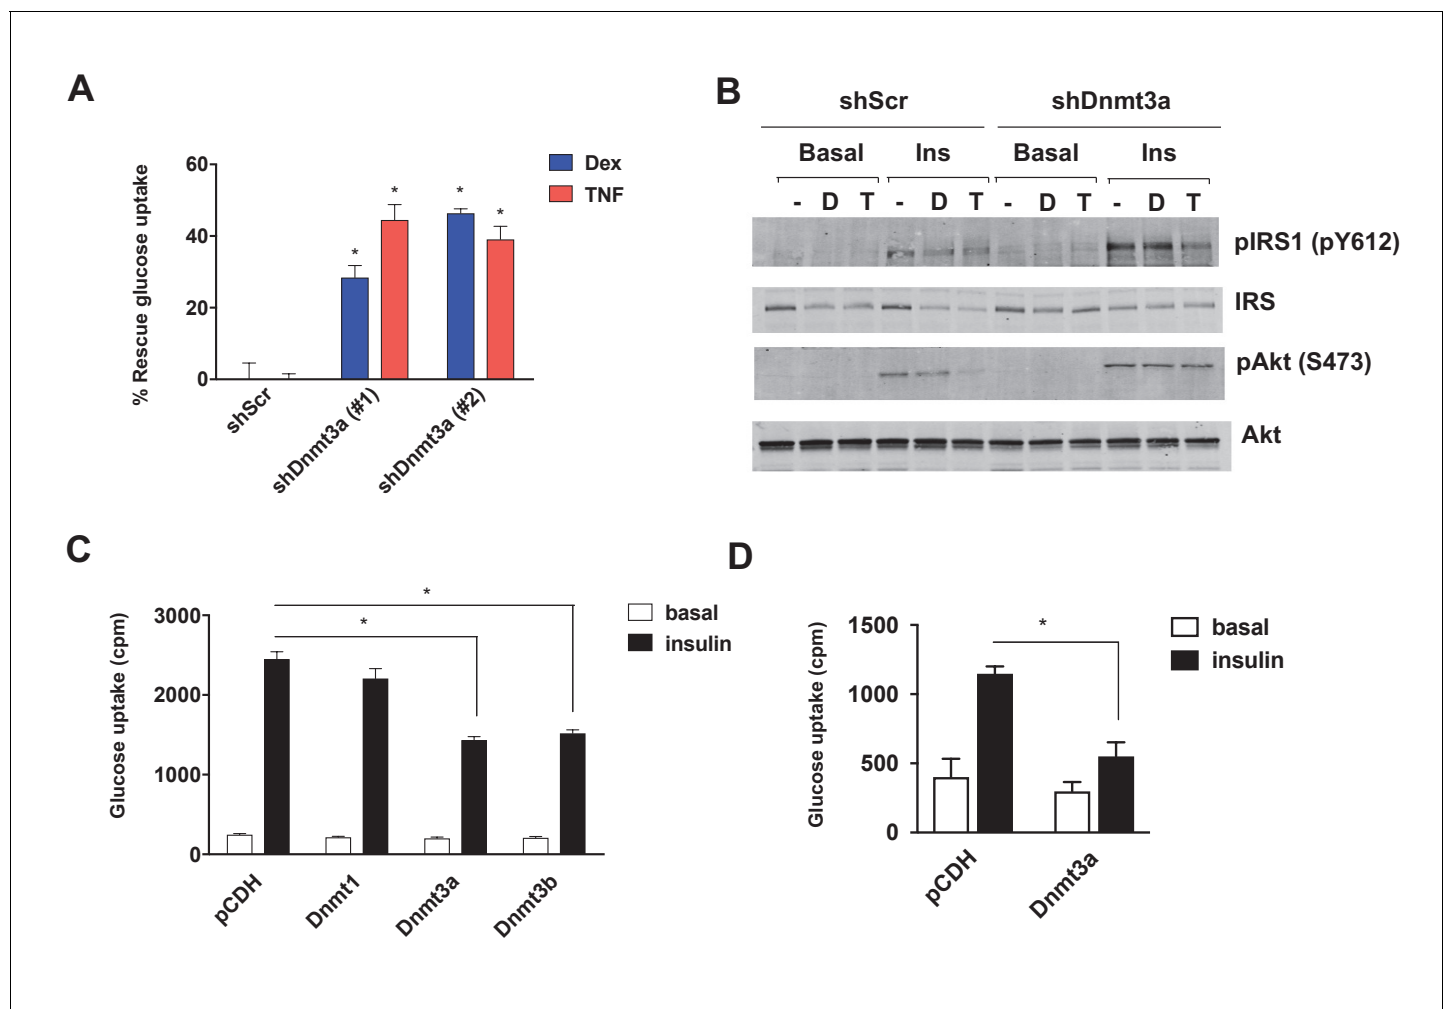 A
% Rescue glucose uptake
60
40
20
0
* * * *
Dex
TNF
shScr
shDnmt3a (#1)
shDnmt3a (#2)
B
shScr shDnmt3a
Basal Ins Basal Ins
- D T - D T - D T - D T
pIRS1 (pY612)
IRS
pAkt (S473)
Akt
C
Glucose uptake (cpm)
3000
2000
1000
0
*
*
basal
insulin
pCDH
Dnmt1
Dnmt3a
Dnmt3b
D
Glucose uptake (cpm)
1500
1000
500
0
*
basal
insulin
pCDH
Dnmt3a